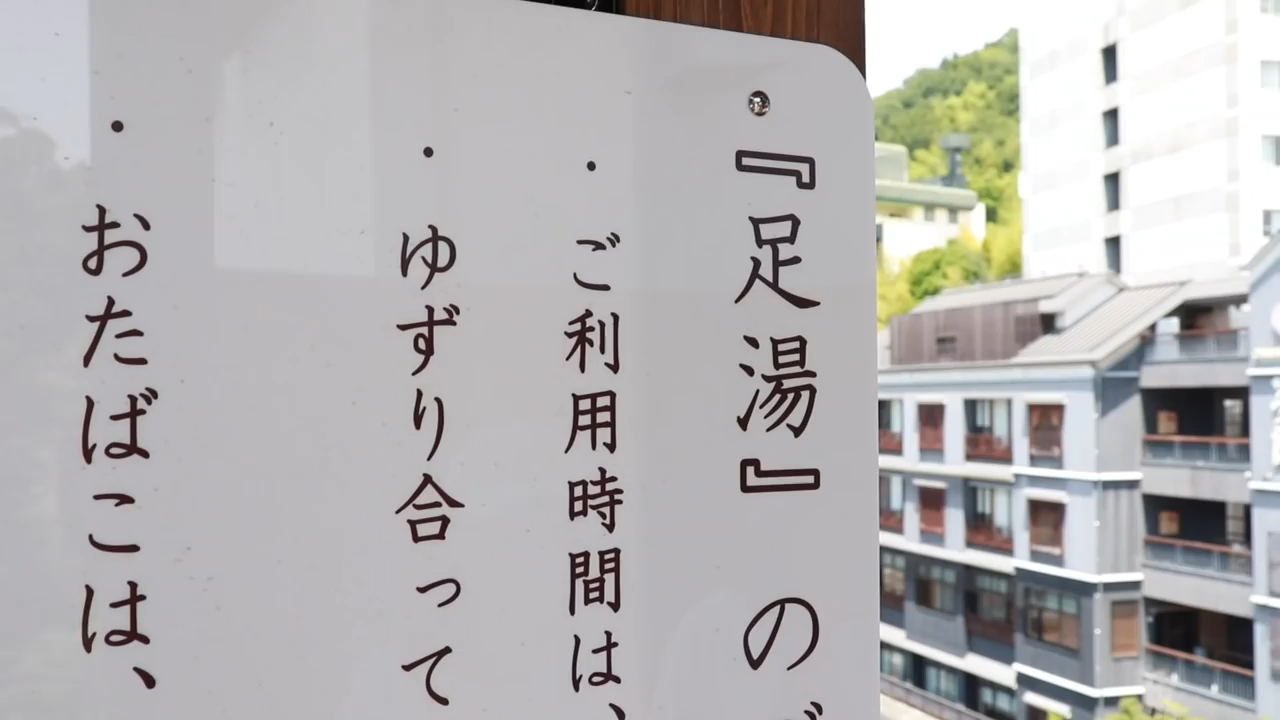 『足湯』の
・ご利用時間は、
・ゆずり合って
・おたばこは、